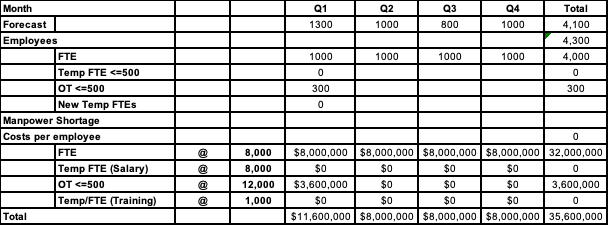 Month Q1 Q2 Q3 Q4 Total
Forecast 1300 1000 800 1000 4,100
Employees 4,300
FTE 1000 1000 1000 1000 4,000
Temp FTE <=500 0 0
OT <=500 300 300
New Temp FTEs 0
Manpower Shortage
Costs per employee 0
FTE @ 8,000 $8,000,000 $8,000,000 $8,000,000 $8,000,000 32,000,000
Temp FTE (Salary) @ 8,000 $0 $0 $0 $0 0
OT <=500 @ 12,000 $3,600,000 $0 $0 $0 3,600,000
Temp/FTE (Training) @ 1,000 $0 $0 $0 $0 0
Total $11,600,000 $8,000,000 $8,000,000 $8,000,000 35,600,000